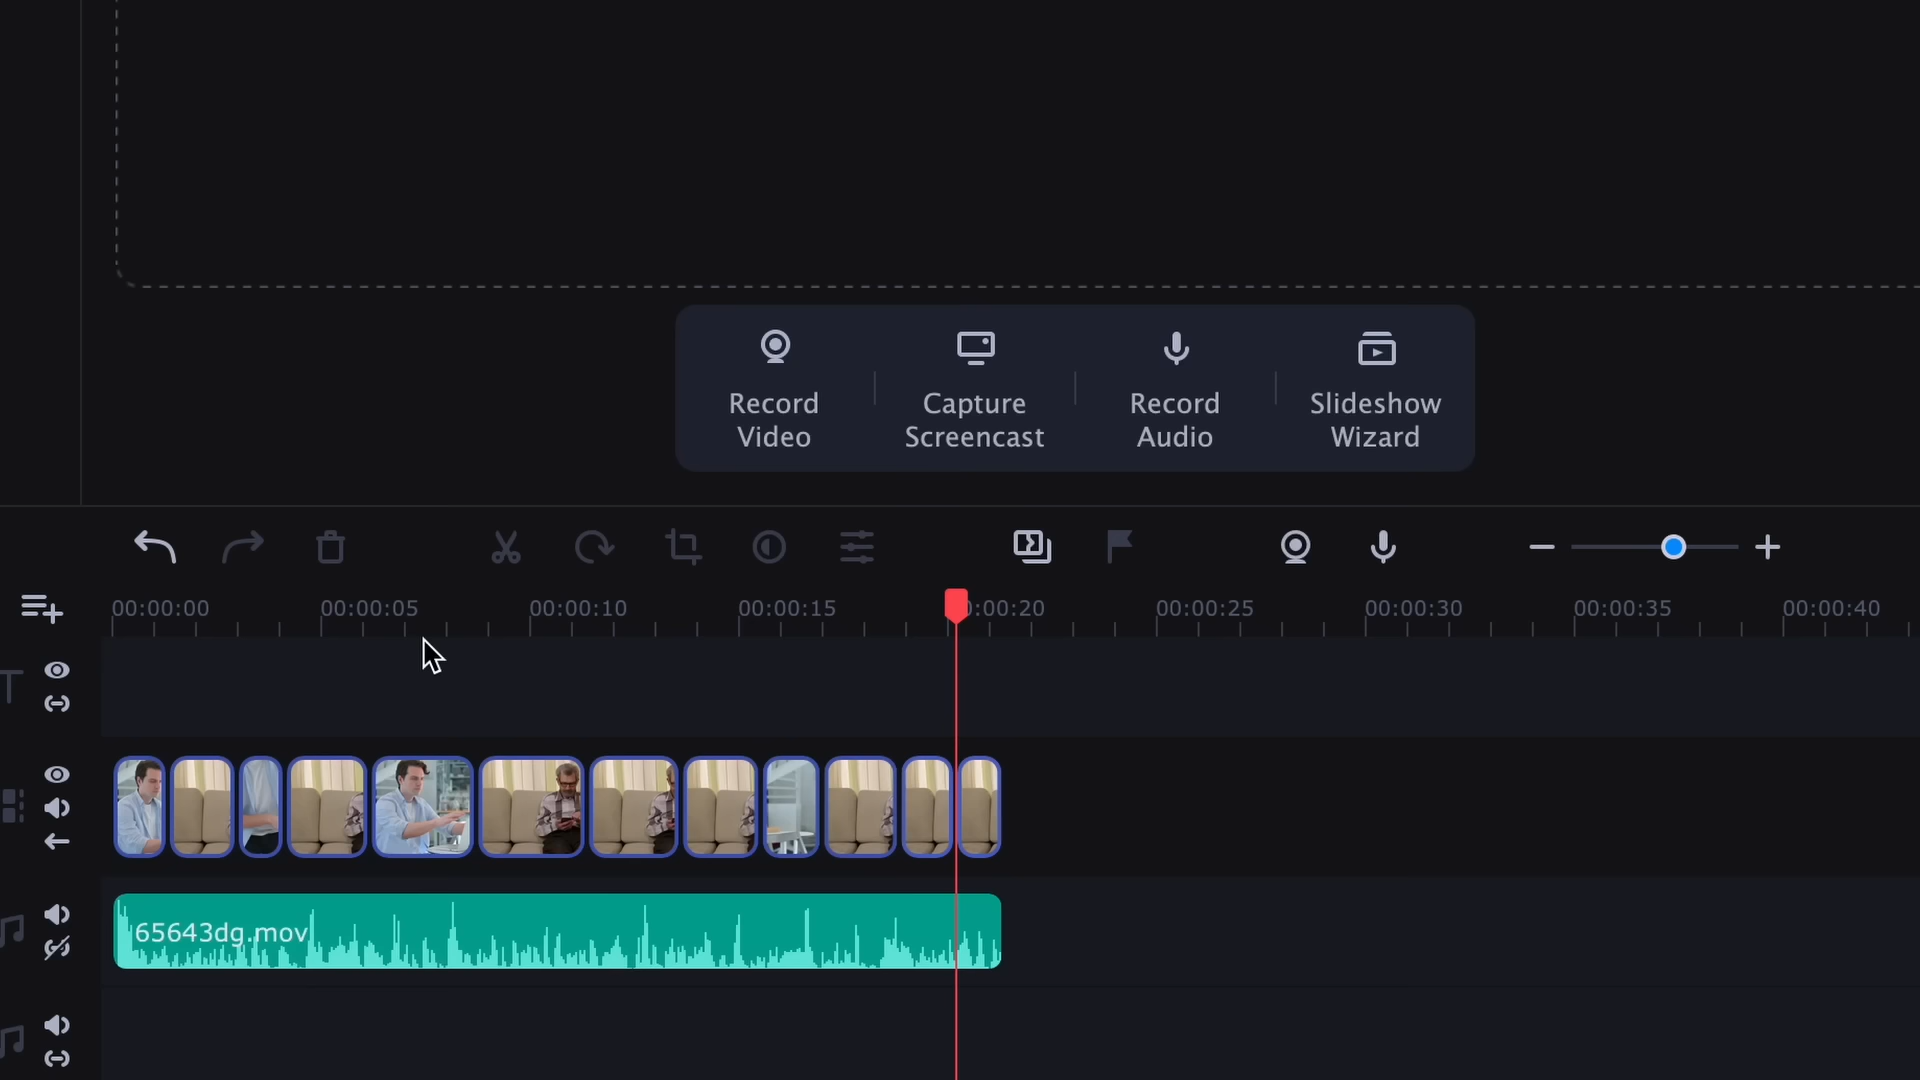 Record
Video
Capture
Screencast
Record
Audio
Slideshow
Wizard
00:00:00
00:00:05
00:00:10
00:00:15
0:00:20
00:00:25
00:00:30
00:00:35
00:00:40
T
65643dg.mov